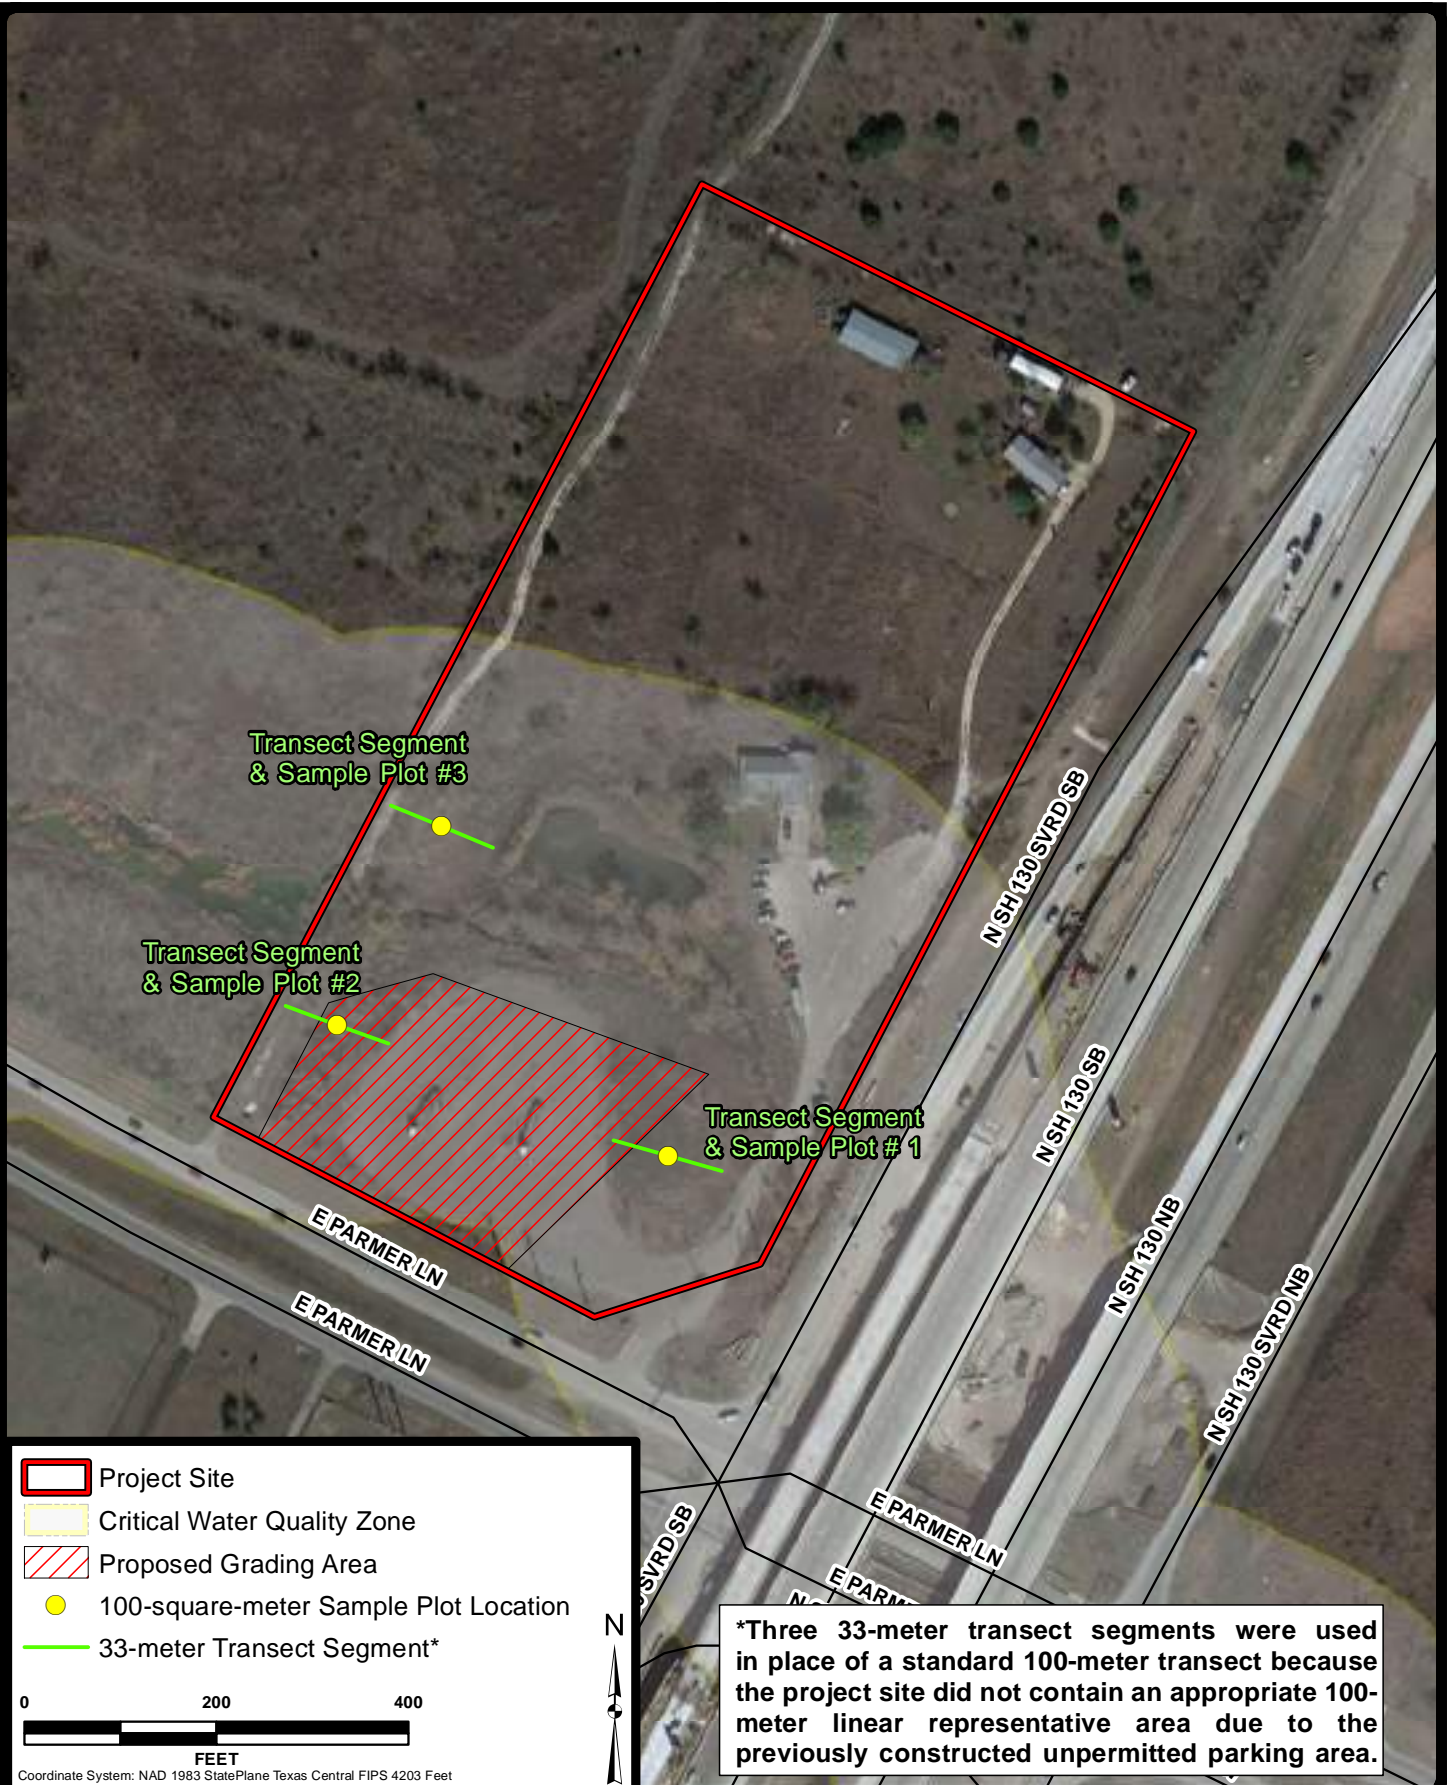 Transect Segment
& Sample Plot #3
N SH 130 SVRD SB
Transect Segment
& Sample Plot #2
N SH 130 SB
Transect Segment
& Sample Plot # 1
N SH 130 NB
E PARMER LN
E PARMER LN
N SH 130 SVRD NB
E PARMER LN
SVRD SB
E PARM
Project Site
Critical Water Quality Zone
Proposed Grading Area
100-square-meter Sample Plot Location
33-meter Transect Segment*
N
0 200 400
FEET
Coordinate System: NAD 1983 StatePlane Texas Central FIPS 4203 Feet
*Three 33-meter transect segments were used
in place of a standard 100-meter transect because
the project site did not contain an appropriate 100-
meter linear representative area due to the
previously constructed unpermitted parking area.